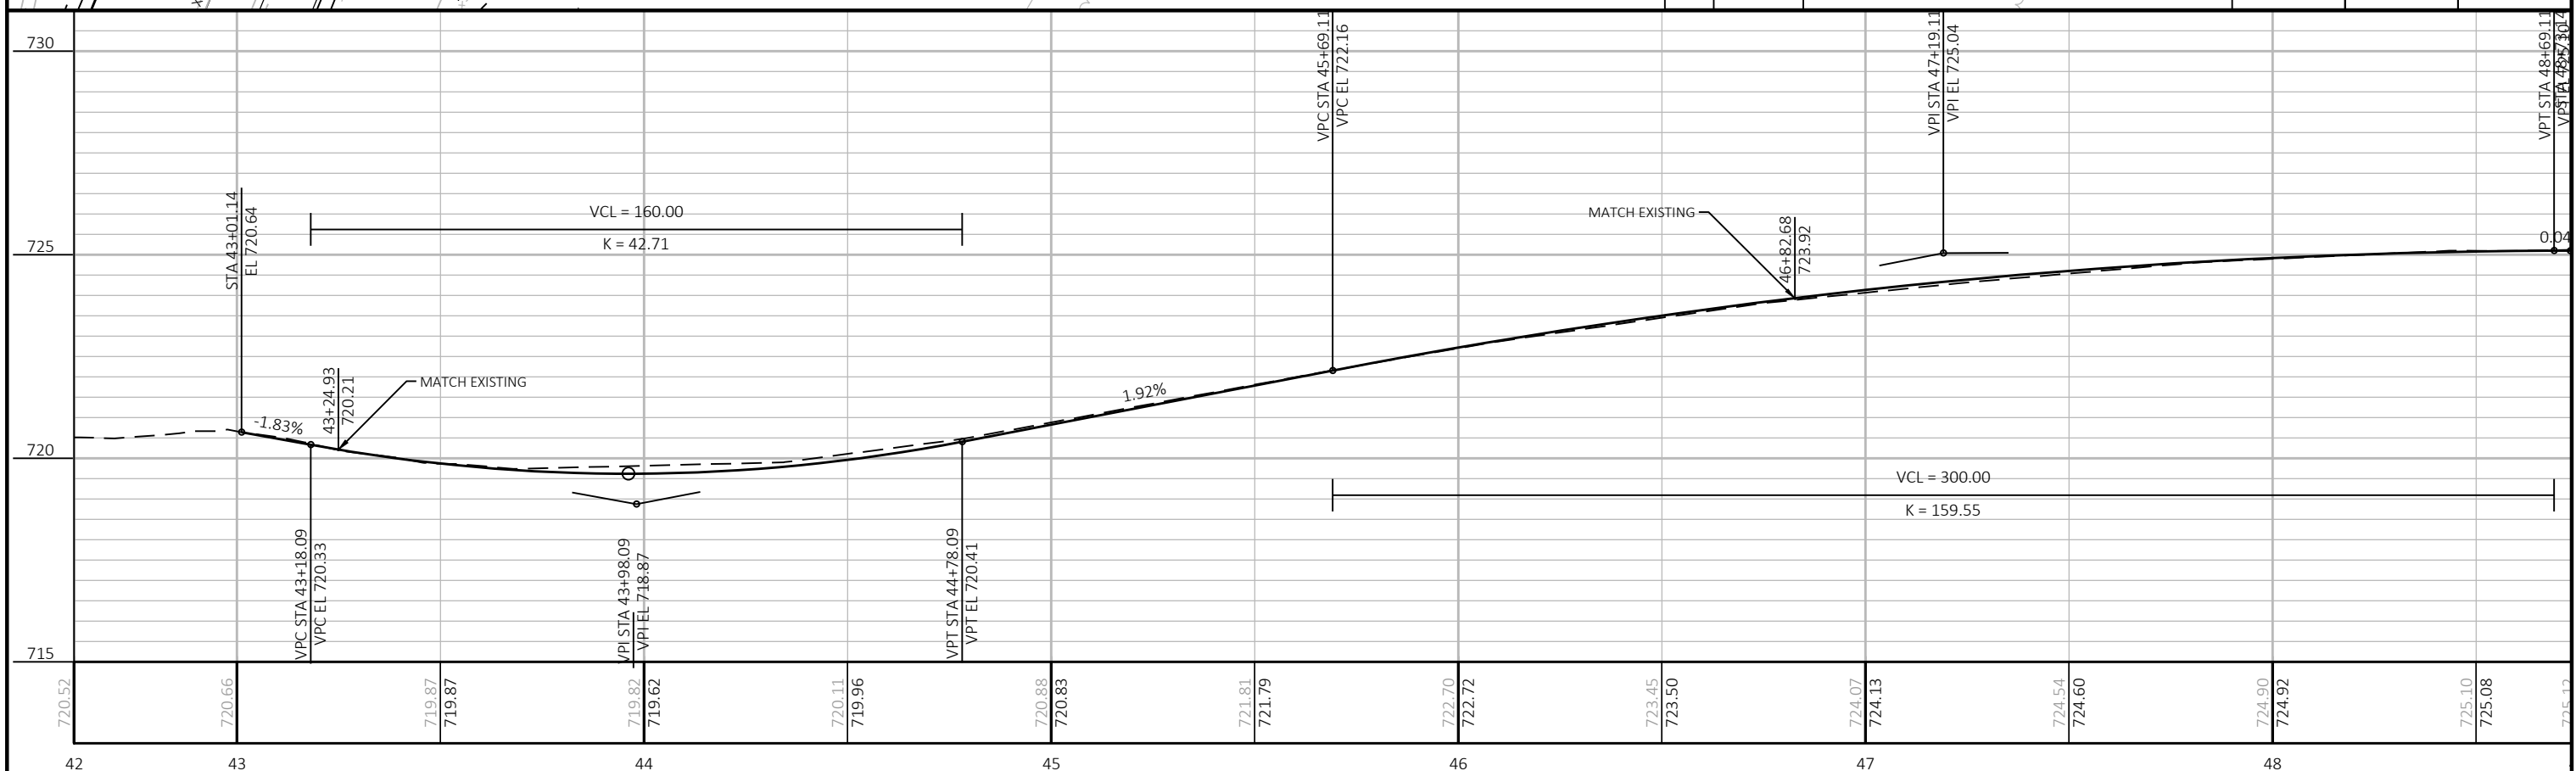 730
725
720
715
STA 43+01.14
EL 720.64
-1.83%
VCL = 160.00
K = 42.71
43+24.93
720.21
MATCH EXISTING
VPC STA 43+18.09
VPC EL 720.33
VPI STA 43+98.09
VPI EL 718.87
VPT STA 44+78.09
VPT EL 720.41
1.92%
VPC STA 45+69.11
VPC EL 722.16
MATCH EXISTING
46+82.68
723.92
VPI STA 47+19.11
VPI EL 725.04
VCL = 300.00
K = 159.55
VPT STA 48+69.11
0.04
720.52
720.66
719.87 719.87
719.82 719.62
720.11 719.96
720.88 720.83
721.81 721.79
722.70 722.72
723.45 723.50
724.07 724.13
724.54 724.60
724.90 724.92
725.10 725.08
725.12
42 43 44 45 46 47 48